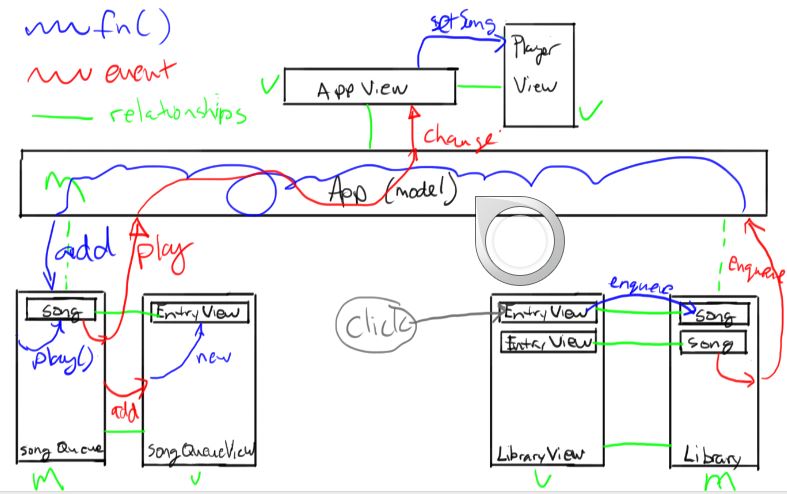 fn()
event
relationships
setSong
Player
View
App View
V
V
change
m
App (model)
add
play
enqueue
song
Entry View
play()
new
add
song Queue
Song Queue View
m
v
click
enqueue
Entry View
Entry View
song
song
Library View
Library
v
m